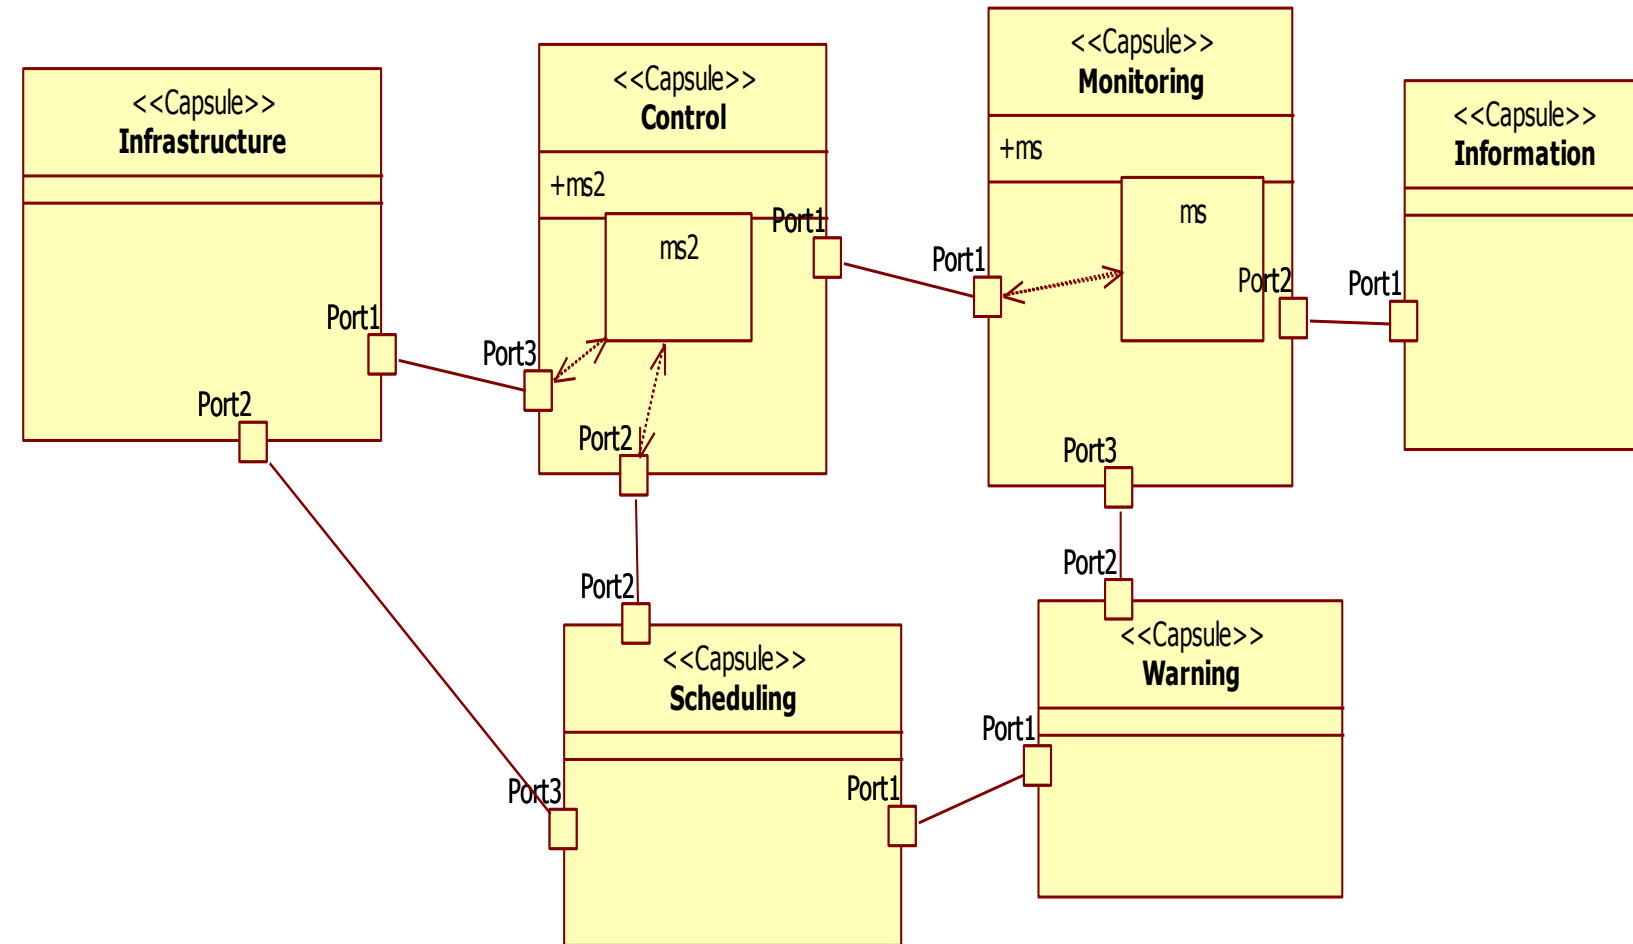 <<Capsule>>
Infrastructure
Port1
Port2
<<Capsule>>
Control
+ms2
ms2
Port1
Port3
Port2
<<Capsule>>
Monitoring
+ms
ms
Port1
Port2
Port3
<<Capsule>>
Information
Port1
Port2
<<Capsule>>
Scheduling
Port3
Port1
Port2
<<Capsule>>
Warning
Port1